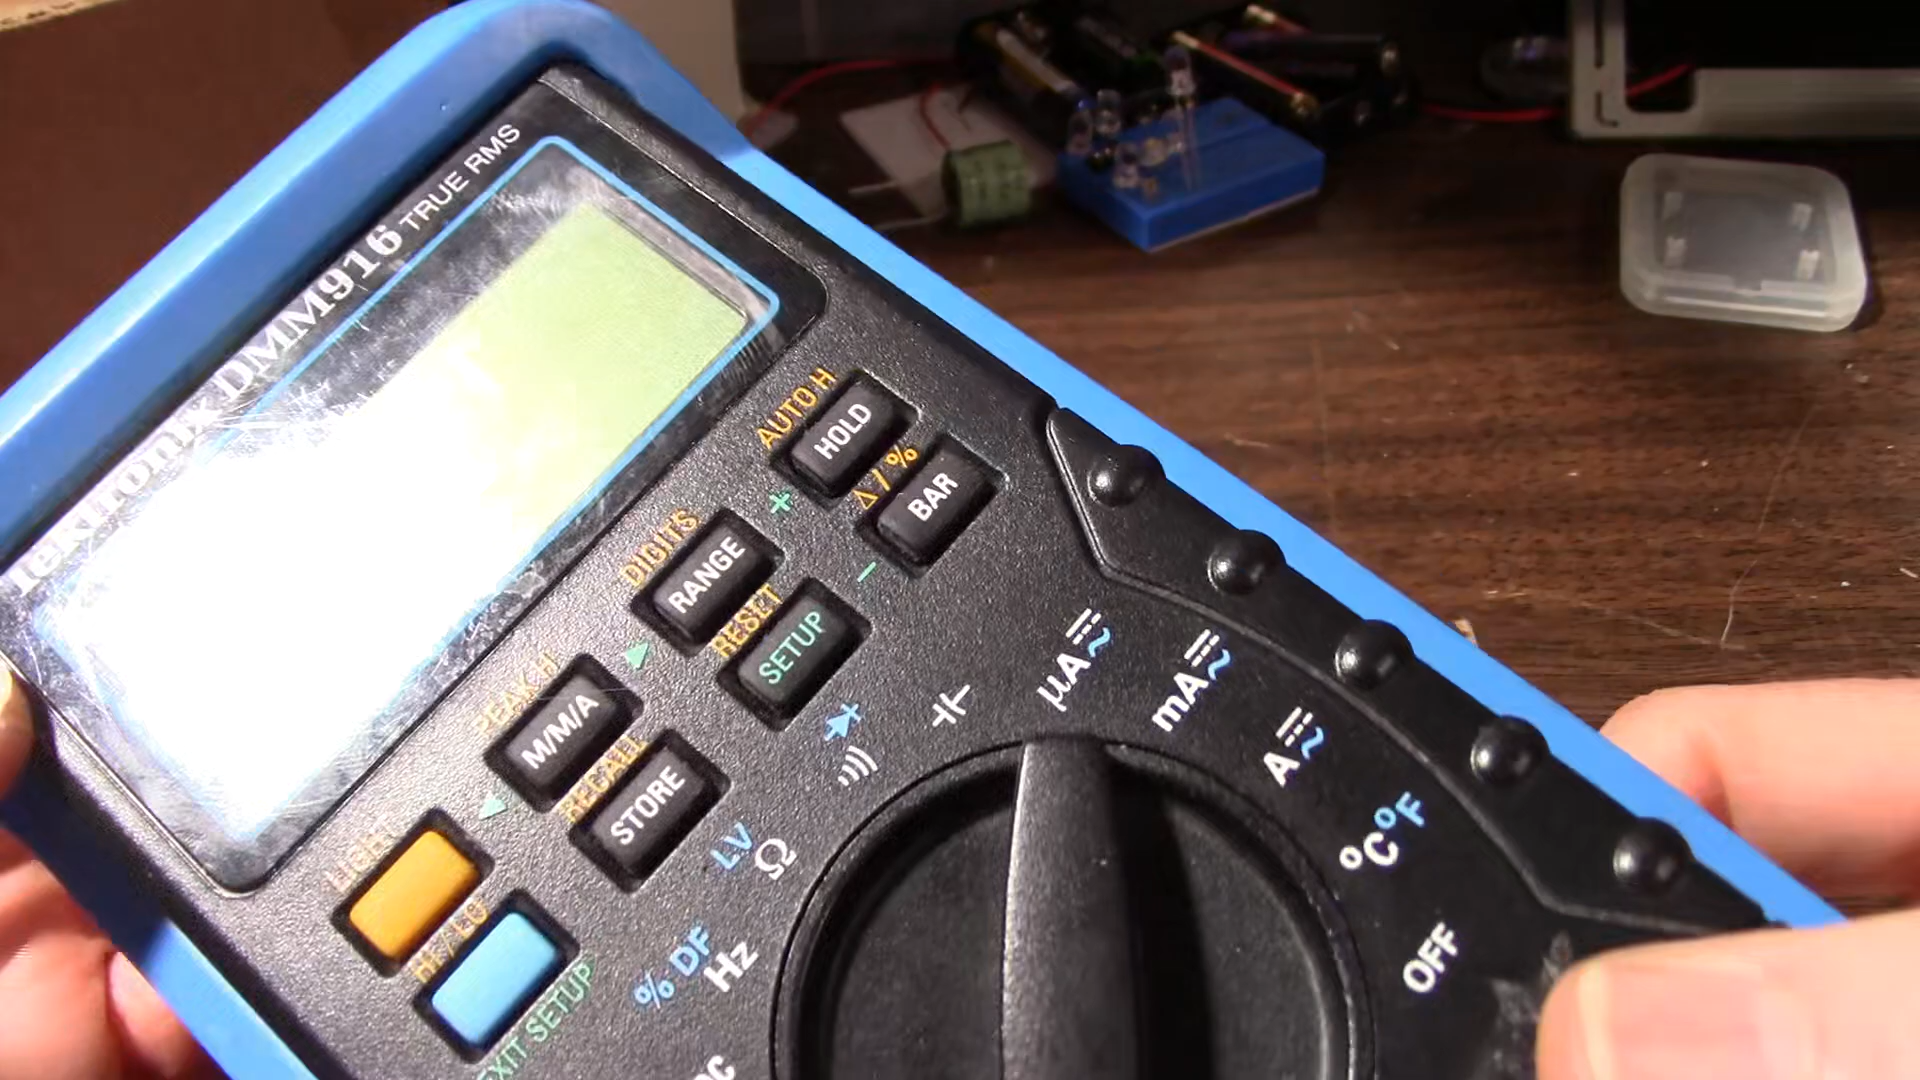 Tektronix DMM916 TRUE RMS
AUTO H
HOLD
Δ / %
BAR
+
−
DIGITS
RANGE
RESET
SETUP
PEAK H
M/M/A
RECALL
STORE
LIGHT
HI / LO
EXIT SETUP
μA
mA
A
°C °F
OFF
LV
Ω
% DF
Hz